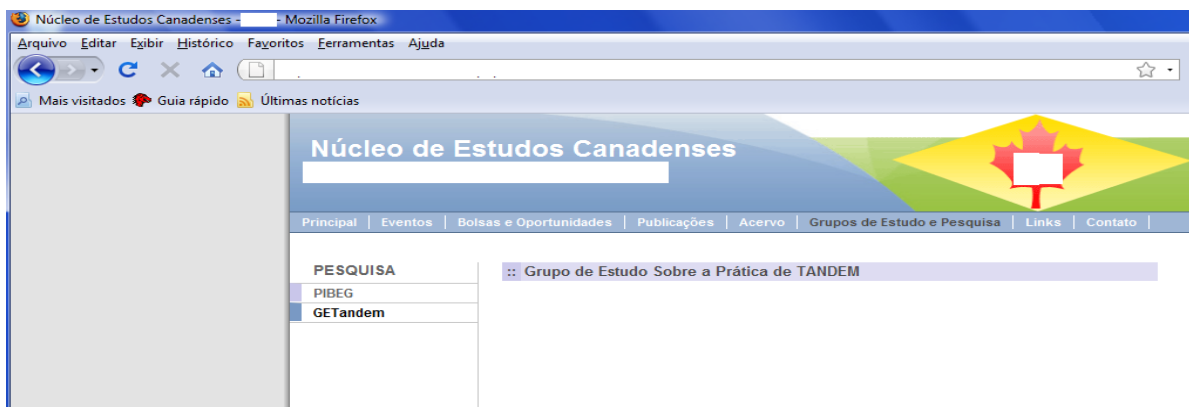 Núcleo de Estudos Canadenses - - Mozilla Firefox
Arquivo Editar Exibir Histórico Favoritos Ferramentas Ajuda
Mais visitados Guia rápido Últimas notícias
Núcleo de Estudos Canadenses
Principal | Eventos | Bolsas e Oportunidades | Publicações | Acervo | Grupos de Estudo e Pesquisa | Links | Contato |
PESQUISA
:: Grupo de Estudo Sobre a Prática de TANDEM
PIBEG
GETandem